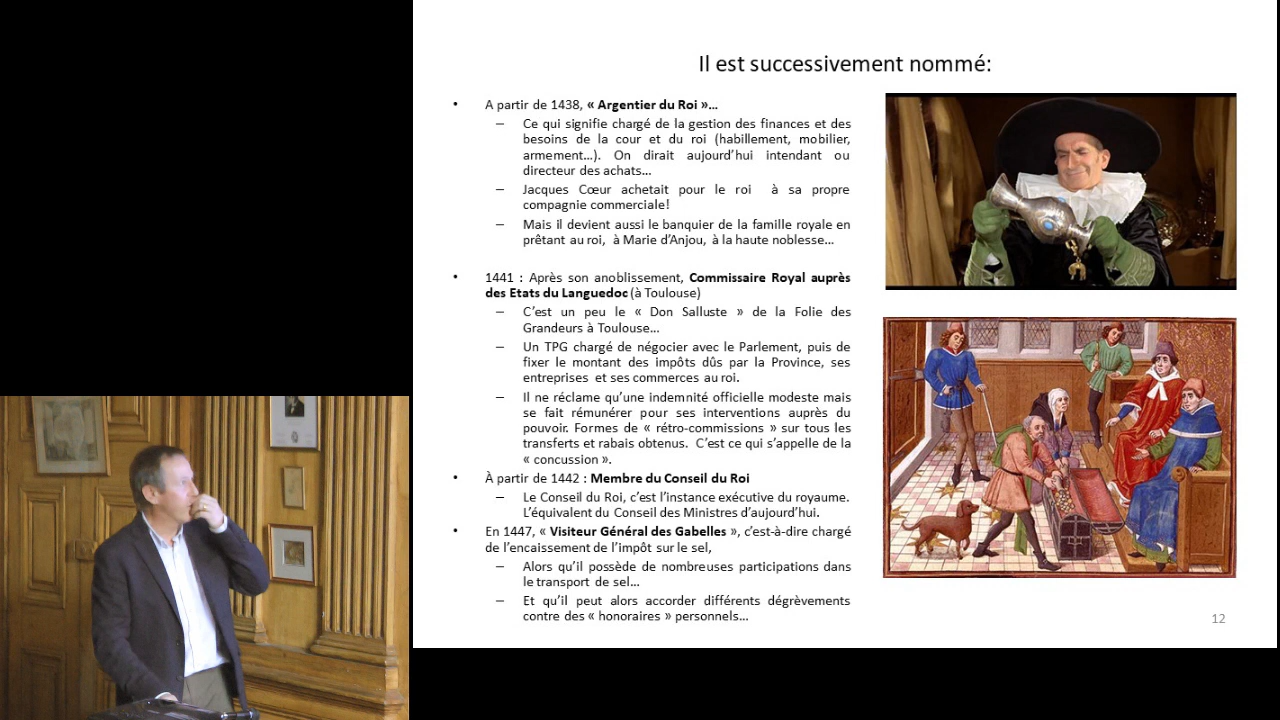 Il est successivement nommé:
• A partir de 1438, « Argentier du Roi »…
– Ce qui signifie chargé de la gestion des finances et des
besoins de la cour et du roi (habillement, mobilier,
armement…). On dirait aujourd'hui intendant ou
directeur des achats…
– Jacques Cœur achetait pour le roi à sa propre
compagnie commerciale!
– Mais il devient aussi le banquier de la famille royale en
prêtant au roi, à Marie d'Anjou, à la haute noblesse…
• 1441 : Après son anoblissement, Commissaire Royal auprès
des Etats du Languedoc (à Toulouse)
– C'est un peu le « Don Salluste » de la Folie des
Grandeurs à Toulouse…
– Un TPG chargé de négocier avec le Parlement, puis de
fixer le montant des impôts dûs par la Province, ses
entreprises et ses commerces au roi.
– Il ne réclame qu'une indemnité officielle modeste mais
se fait rémunérer pour ses interventions auprès du
pouvoir. Formes de « rétro-commissions » sur tous les
transferts et rabais obtenus. C'est ce qui s'appelle de la
« concussion ».
• À partir de 1442 : Membre du Conseil du Roi
– Le Conseil du Roi, c'est l'instance exécutive du royaume.
L'équivalent du Conseil des Ministres d'aujourd'hui.
• En 1447, « Visiteur Général des Gabelles », c'est-à-dire chargé
de l'encaissement de l'impôt sur le sel,
– Alors qu'il possède de nombreuses participations dans
le transport de sel…
– Et qu'il peut alors accorder différents dégrèvements
contre des « honoraires » personnels…
12